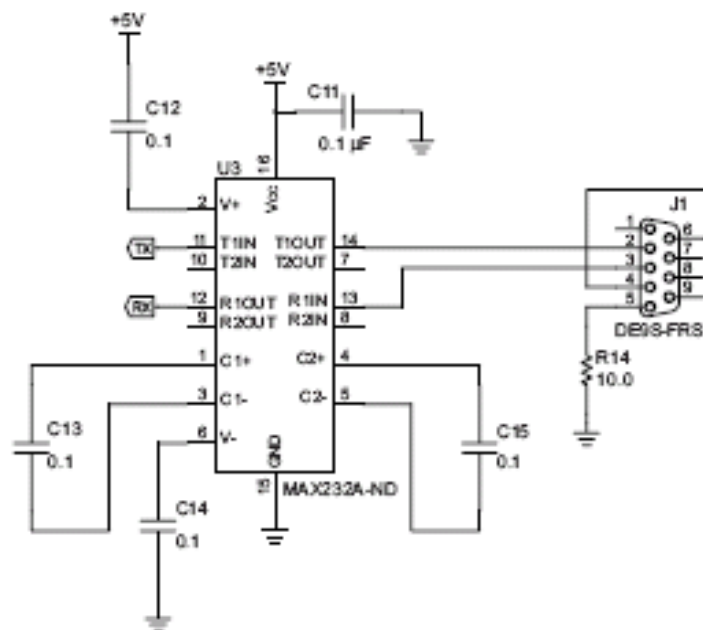 +5V
C12
0.1
+5V
C11
0.1 µF
U3
16
Vcc
2 V+
TX
11 T1IN
T1OUT 14
10 T2IN
T2OUT 7
RX
12 R1OUT
R1IN 13
9 R2OUT
R2IN 8
1 C1+
C2+ 4
3 C1-
C2- 5
6 V-
GND
15
MAX232A-ND
C13
0.1
C14
0.1
C15
0.1
J1
1
2
3
4
5
6
7
8
9
DE9S-FRS
R14
10.0